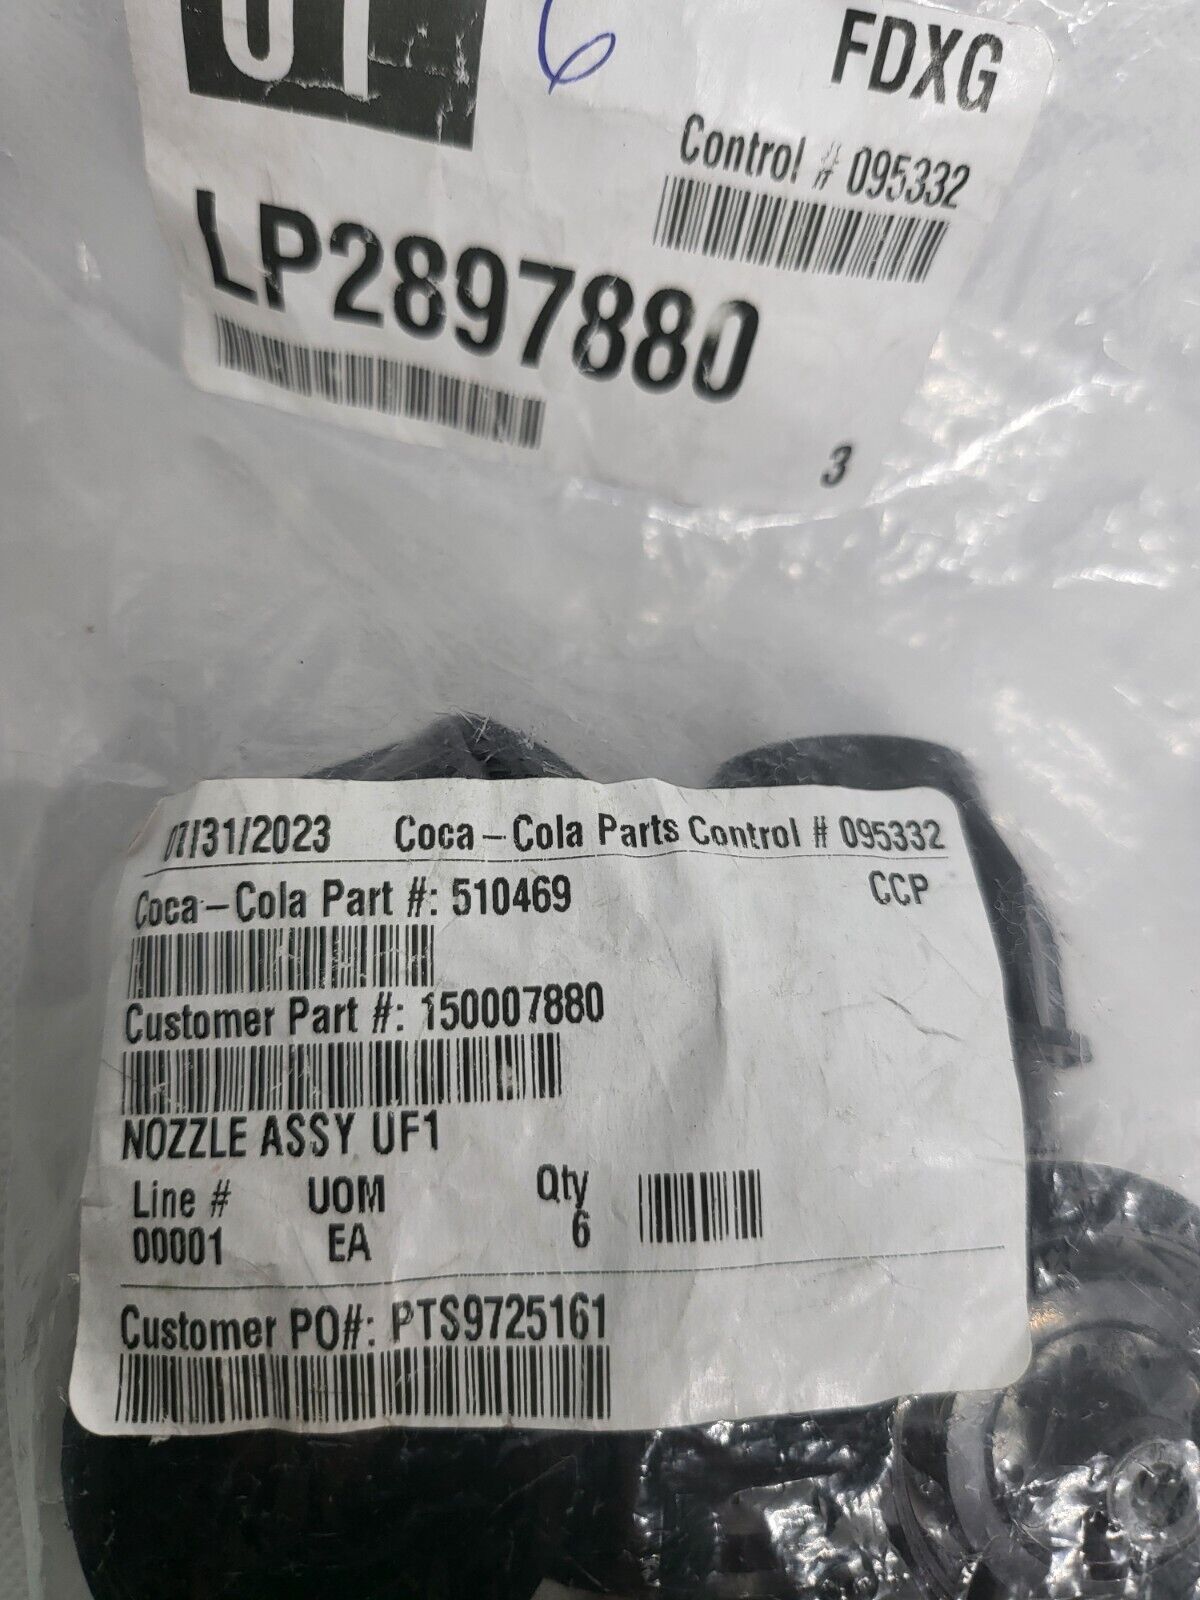 6
FDXG
Control # 095332
LP2897880
3
Coca-Cola Parts Control # 095332
Coca-Cola Part #: 510469 CCP
Customer Part #: 150007880
NOZZLE ASSY UF1
Line # UOM Qty
00001 EA 6
Customer PO#: PTS9725161